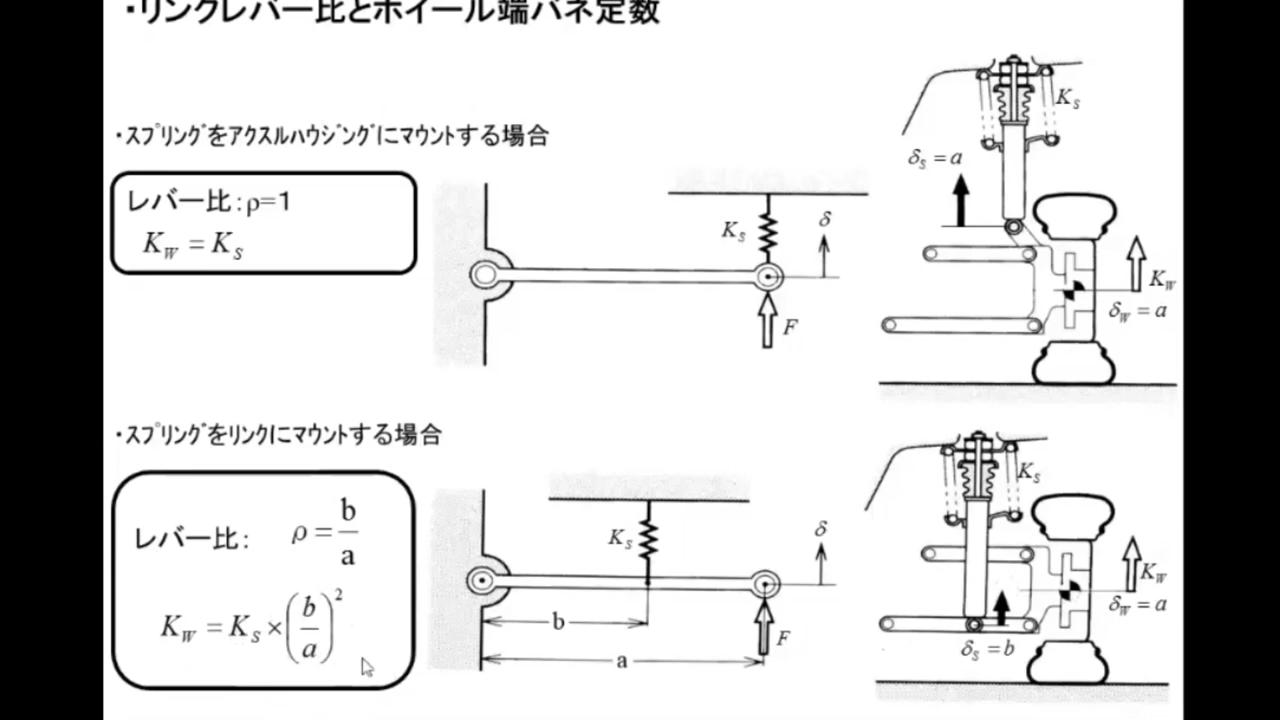 ・リンクレバー比とホイール端バネ定数
・ｽﾌﾟﾘﾝｸﾞをｱｸｽﾙﾊｳｼﾞﾝｸﾞにﾏｳﾝﾄする場合
レバー比：ρ=1
K_W = K_S
K_S
δ
F
K_S
δ_S = a
K_W
δ_W = a
・ｽﾌﾟﾘﾝｸﾞをﾘﾝｸにﾏｳﾝﾄする場合
レバー比： ρ = b/a
K_W = K_S × (b/a)²
K_S
δ
b
F
a
K_S
K_W
δ_W = a
δ_S = b